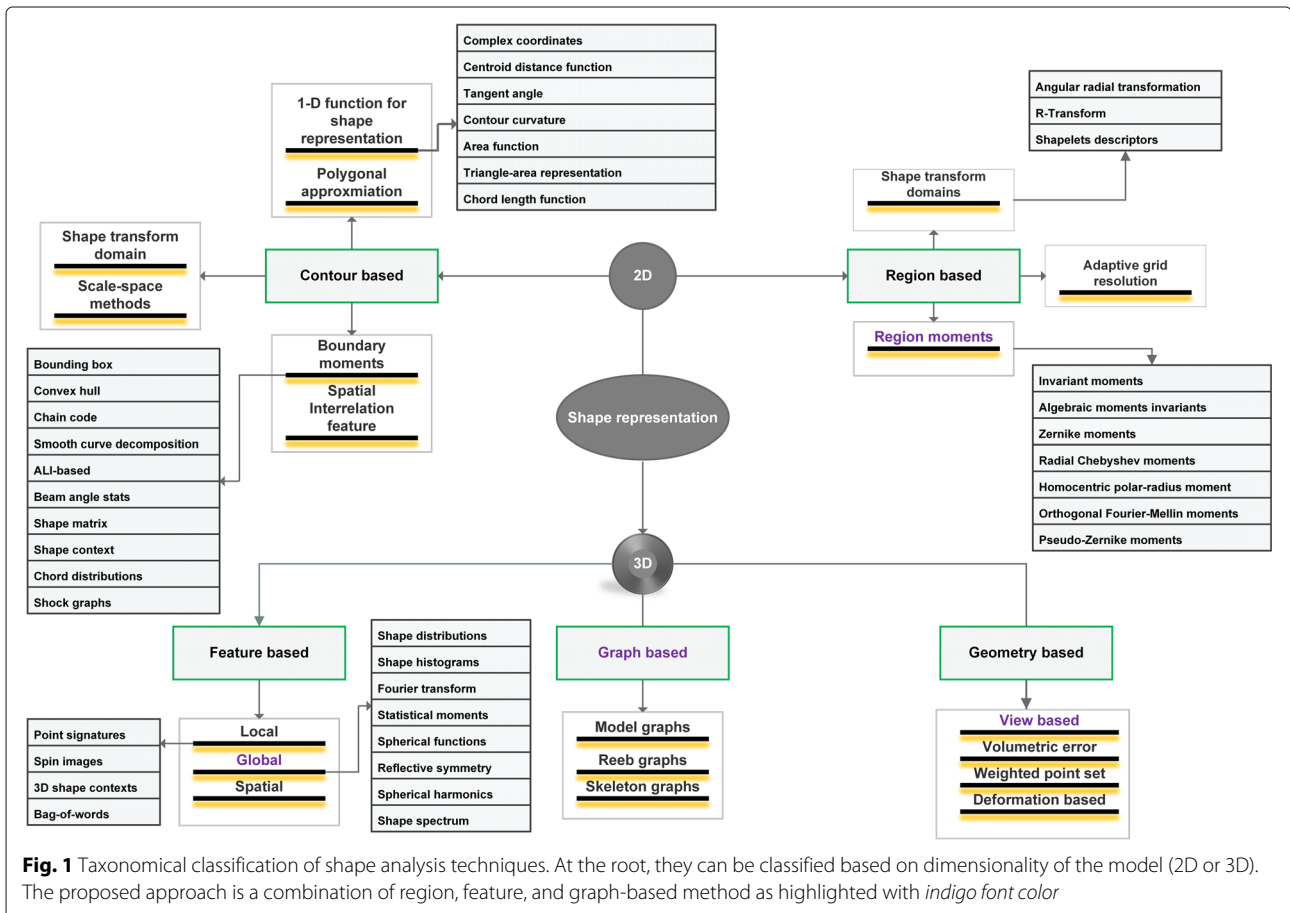 Complex coordinates
Centroid distance function
Tangent angle
Contour curvature
Area function
Triangle-area representation
Chord length function
1-D function for
shape
representation
Polygonal
approxmiation
Angular radial transformation
R-Transform
Shapelets descriptors
Shape transform
domains
Shape transform
domain
Scale-space
methods
Contour based
2D
Region based
Adaptive grid
resolution
Region moments
Boundary
moments
Spatial
Interrelation
feature
Bounding box
Convex hull
Chain code
Smooth curve decomposition
ALI-based
Beam angle stats
Shape matrix
Shape context
Chord distributions
Shock graphs
Shape representation
Invariant moments
Algebraic moments invariants
Zernike moments
Radial Chebyshev moments
Homocentric polar-radius moment
Orthogonal Fourier-Mellin moments
Pseudo-Zernike moments
3D
Feature based
Graph based
Geometry based
Shape distributions
Shape histograms
Fourier transform
Statistical moments
Spherical functions
Reflective symmetry
Spherical harmonics
Shape spectrum
Point signatures
Spin images
3D shape contexts
Bag-of-words
Local
Global
Spatial
Model graphs
Reeb graphs
Skeleton graphs
View based
Volumetric error
Weighted point set
Deformation based
Fig. 1 Taxonomical classification of shape analysis techniques. At the root, they can be classified based on dimensionality of the model (2D or 3D).
The proposed approach is a combination of region, feature, and graph-based method as highlighted with indigo font color